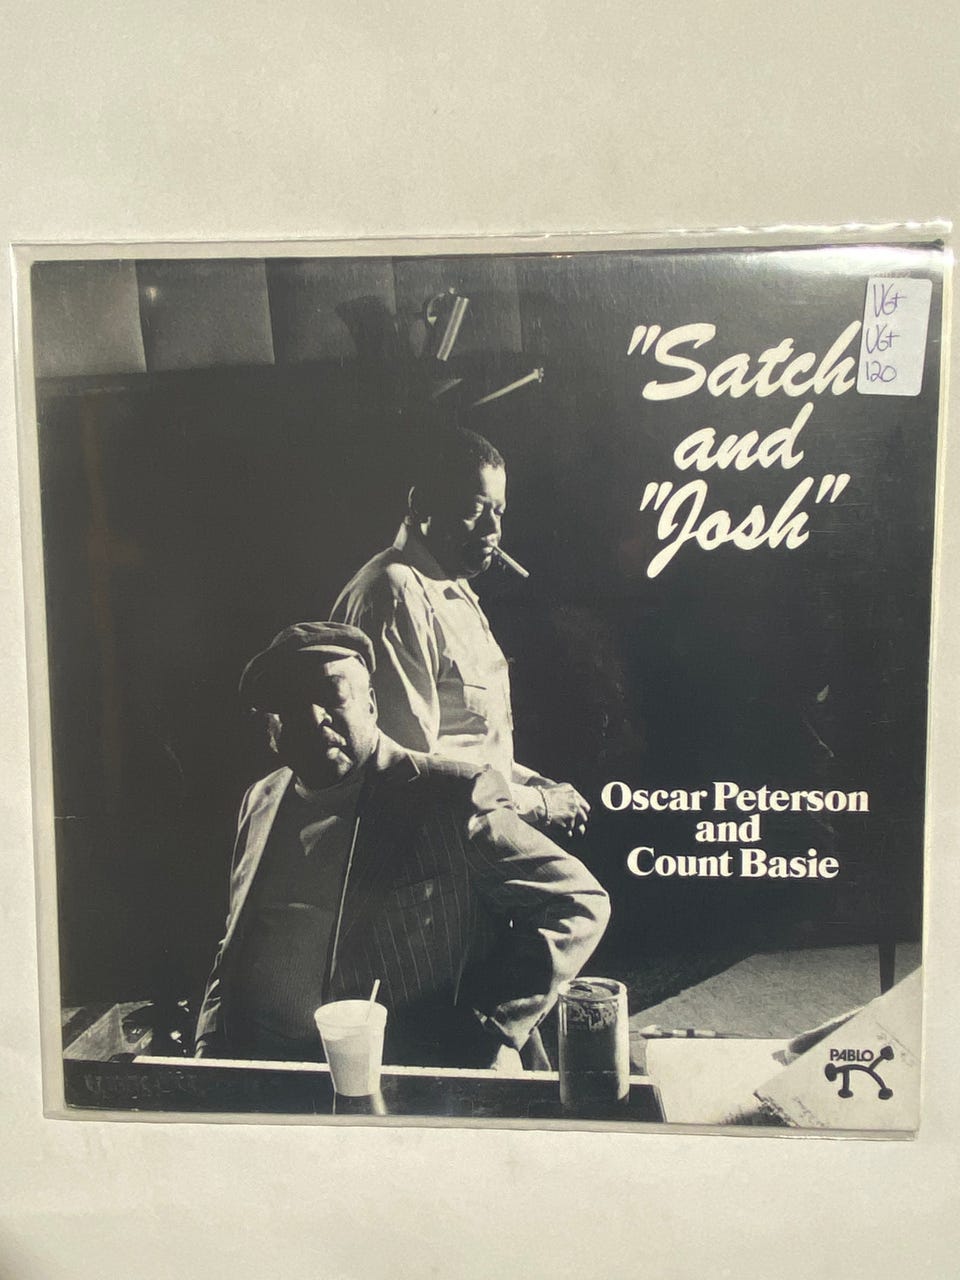 "Satch
and
"Josh"
VG+
VG+
120
Oscar Peterson
and
Count Basie
PABLO